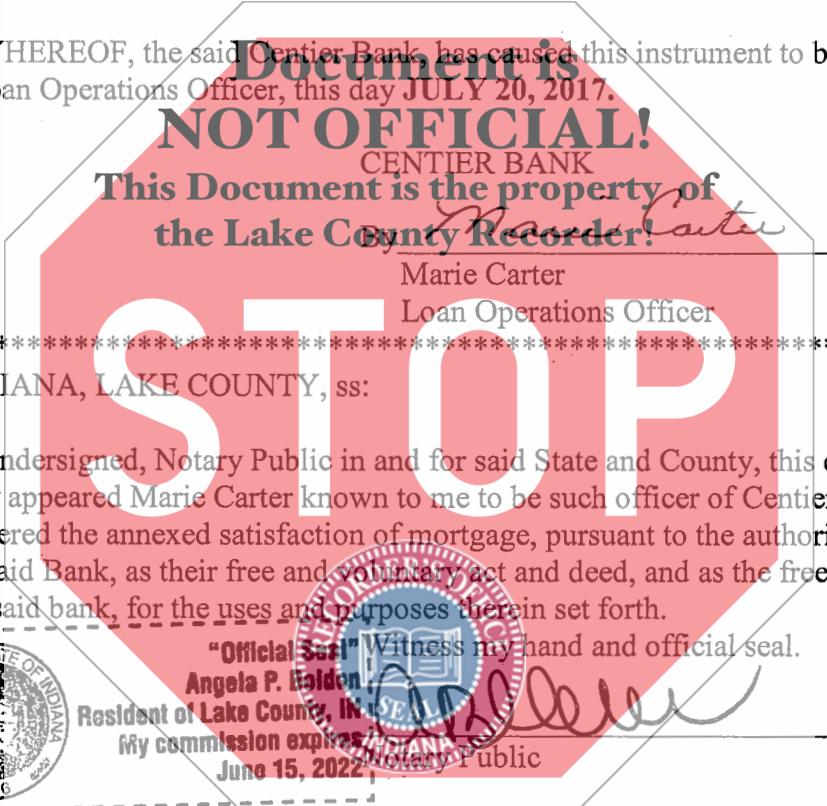 HEREOF, the said Centier Bank, has caused this instrument to b
Document is
an Operations Officer, this day JULY 20, 2017.
NOT OFFICIAL!
CENTIER BANK
This Document is the property of
the Lake County Recorder!
By Marie Carter
Marie Carter
Loan Operations Officer
STOP
IANA, LAKE COUNTY, ss:
ndersigned, Notary Public in and for said State and County, this
appeared Marie Carter known to me to be such officer of Centie
ered the annexed satisfaction of mortgage, pursuant to the authori
aid Bank, as their free and voluntary act and deed, and as the free
said bank, for the uses and purposes therein set forth.
Witness my hand and official seal.
"Official Seal"
Angela P. Bolden
Resident of Lake County, IN
My commission expires
June 15, 2022
OF INDIANA
SEAL
INDIANA
Notary Public